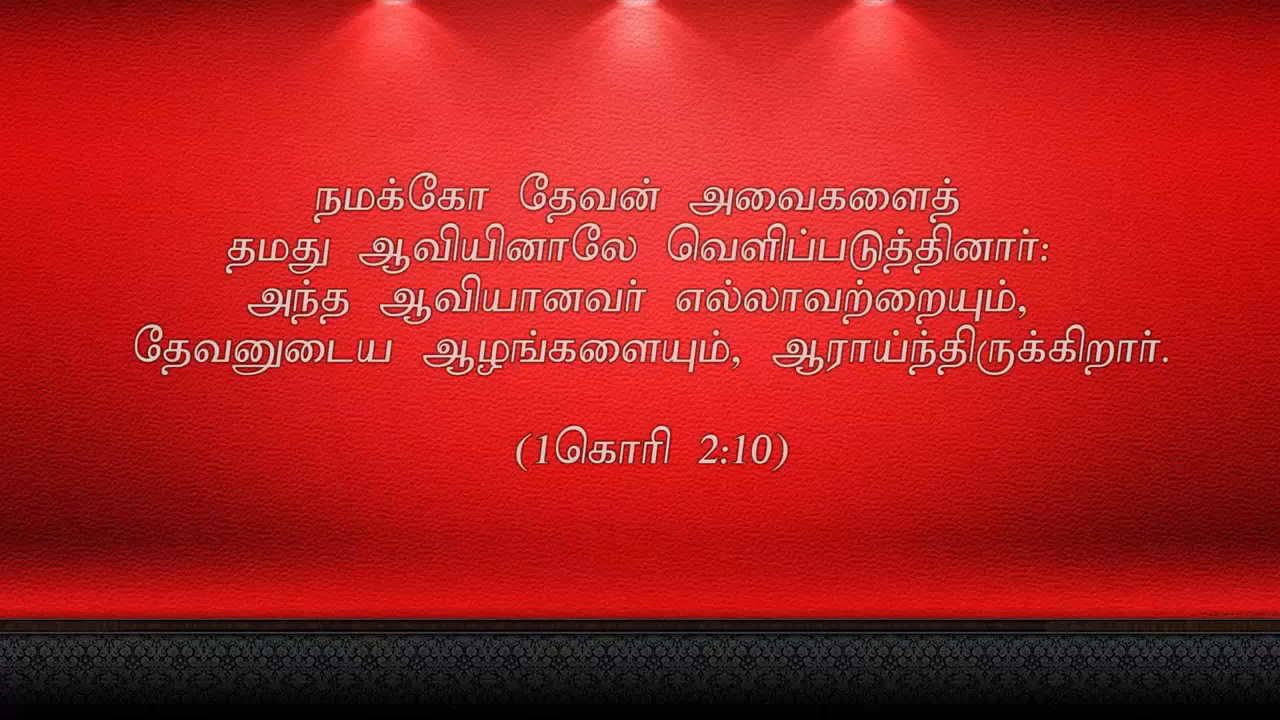 நமக்கோ தேவன் அவைகளைத்
தமது ஆவியினாலே வெளிப்படுத்தினார்:
அந்த ஆவியானவர் எல்லாவற்றையும்,
தேவனுடைய ஆழங்களையும், ஆராய்ந்திருக்கிறார்.
(1கொரி 2:10)